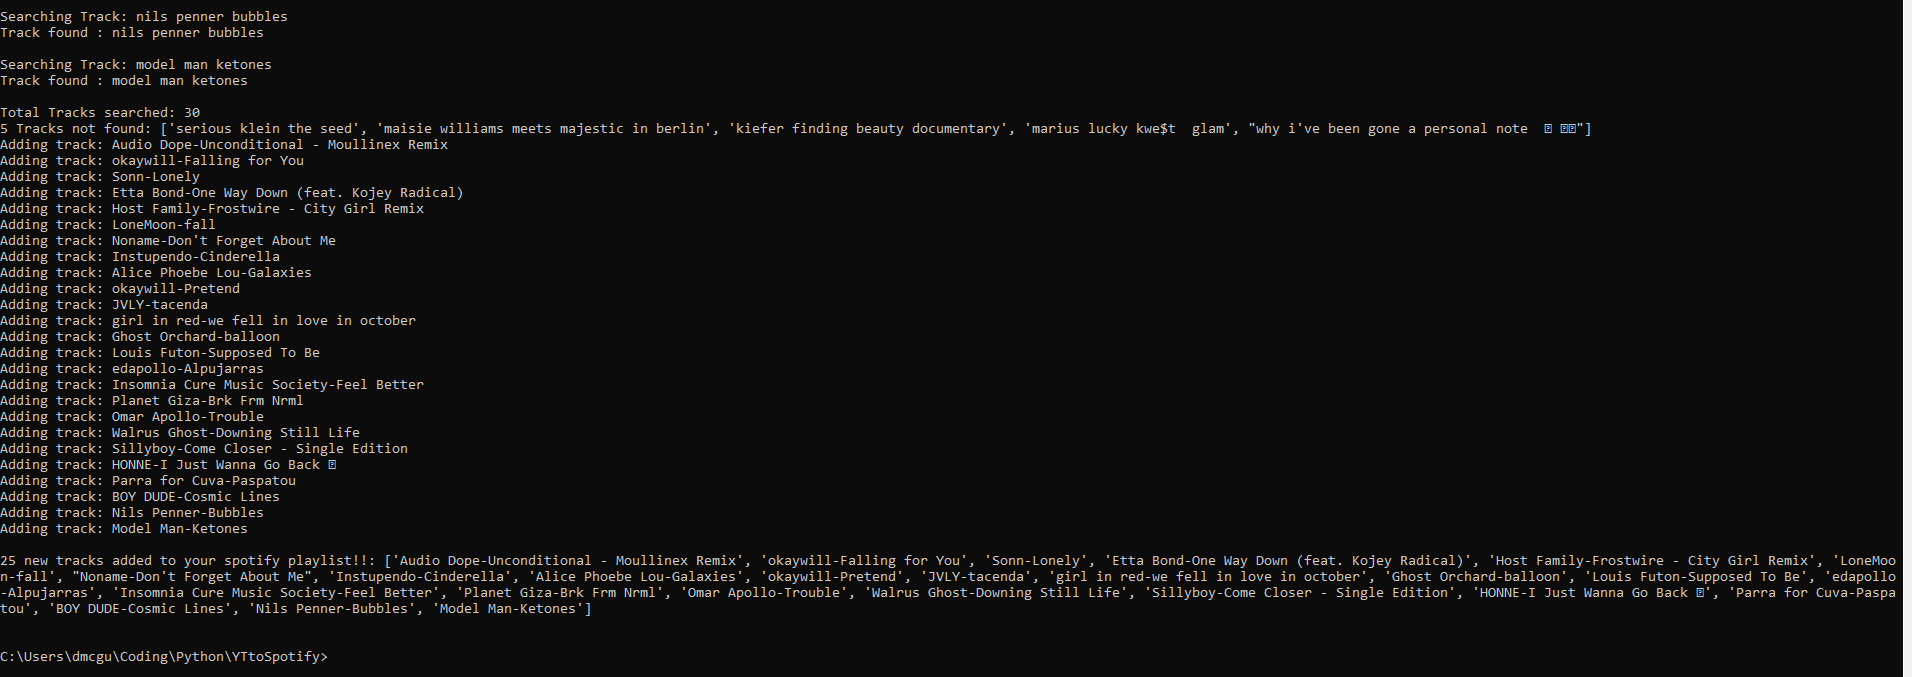 Searching Track: nils penner bubbles
Track found : nils penner bubbles
Searching Track: model man ketones
Track found : model man ketones
Total Tracks searched: 30
5 Tracks not found: ['serious klein the seed', 'maisie williams meets majestic in berlin', 'kiefer finding beauty documentary', 'marius lucky kwe$t  glam', "why i've been gone a personal note  � ��"]
Adding track: Audio Dope-Unconditional - Moullinex Remix
Adding track: okaywill-Falling for You
Adding track: Sonn-Lonely
Adding track: Etta Bond-One Way Down (feat. Kojey Radical)
Adding track: Host Family-Frostwire - City Girl Remix
Adding track: LoneMoon-fall
Adding track: Noname-Don't Forget About Me
Adding track: Instupendo-Cinderella
Adding track: Alice Phoebe Lou-Galaxies
Adding track: okaywill-Pretend
Adding track: JVLY-tacenda
Adding track: girl in red-we fell in love in october
Adding track: Ghost Orchard-balloon
Adding track: Louis Futon-Supposed To Be
Adding track: edapollo-Alpujarras
Adding track: Insomnia Cure Music Society-Feel Better
Adding track: Planet Giza-Brk Frm Nrml
Adding track: Omar Apollo-Trouble
Adding track: Walrus Ghost-Downing Still Life
Adding track: Sillyboy-Come Closer - Single Edition
Adding track: HONNE-I Just Wanna Go Back �
Adding track: Parra for Cuva-Paspatou
Adding track: BOY DUDE-Cosmic Lines
Adding track: Nils Penner-Bubbles
Adding track: Model Man-Ketones
25 new tracks added to your spotify playlist!!: ['Audio Dope-Unconditional - Moullinex Remix', 'okaywill-Falling for You', 'Sonn-Lonely', 'Etta Bond-One Way Down (feat. Kojey Radical)', 'Host Family-Frostwire - City Girl Remix', 'LoneMoo
n-fall', "Noname-Don't Forget About Me", 'Instupendo-Cinderella', 'Alice Phoebe Lou-Galaxies', 'okaywill-Pretend', 'JVLY-tacenda', 'girl in red-we fell in love in october', 'Ghost Orchard-balloon', 'Louis Futon-Supposed To Be', 'edapollo
-Alpujarras', 'Insomnia Cure Music Society-Feel Better', 'Planet Giza-Brk Frm Nrml', 'Omar Apollo-Trouble', 'Walrus Ghost-Downing Still Life', 'Sillyboy-Come Closer - Single Edition', 'HONNE-I Just Wanna Go Back �', 'Parra for Cuva-Paspa
tou', 'BOY DUDE-Cosmic Lines', 'Nils Penner-Bubbles', 'Model Man-Ketones']
C:\Users\dmcgu\Coding\Python\YTtoSpotify>